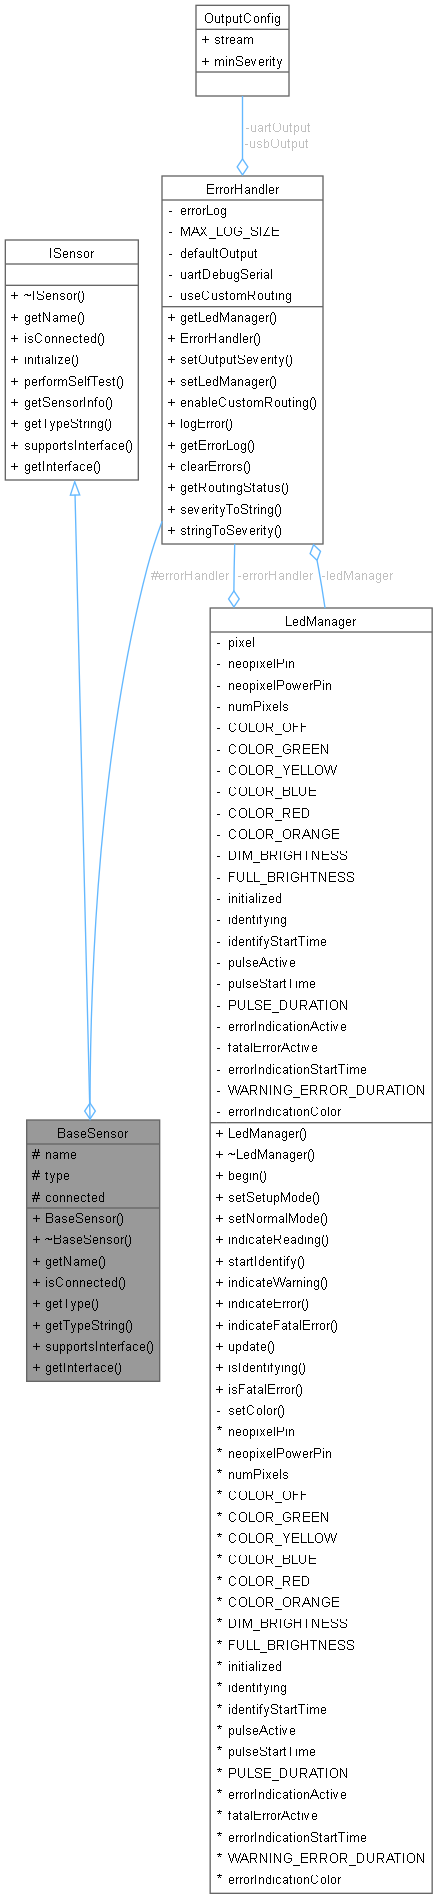 OutputConfig
+ stream
+ minSeverity
-uartOutput
-usbOutput
ErrorHandler
- errorLog
- MAX_LOG_SIZE
- defaultOutput
- uartDebugSerial
- useCustomRouting
+ getLedManager()
+ ErrorHandler()
+ setOutputSeverity()
+ setLedManager()
+ enableCustomRouting()
+ logError()
+ getErrorLog()
+ clearErrors()
+ getRoutingStatus()
+ severityToString()
+ stringToSeverity()
ISensor
+ ~ISensor()
+ getName()
+ isConnected()
+ initialize()
+ performSelfTest()
+ getSensorInfo()
+ getTypeString()
+ supportsInterface()
+ getInterface()
#errorHandler
-errorHandler
-ledManager
LedManager
- pixel
- neopixelPin
- neopixelPowerPin
- numPixels
- COLOR_OFF
- COLOR_GREEN
- COLOR_YELLOW
- COLOR_BLUE
- COLOR_RED
- COLOR_ORANGE
- DIM_BRIGHTNESS
- FULL_BRIGHTNESS
- initialized
- identifying
- identifyStartTime
- pulseActive
- pulseStartTime
- PULSE_DURATION
- errorIndicationActive
- fatalErrorActive
- errorIndicationStartTime
- WARNING_ERROR_DURATION
- errorIndicationColor
+ LedManager()
+ ~LedManager()
+ begin()
+ setSetupMode()
+ setNormalMode()
+ indicateReading()
+ startIdentify()
+ indicateWarning()
+ indicateError()
+ indicateFatalError()
+ update()
+ isIdentifying()
+ isFatalError()
- setColor()
* neopixelPin
* neopixelPowerPin
* numPixels
* COLOR_OFF
* COLOR_GREEN
* COLOR_YELLOW
* COLOR_BLUE
* COLOR_RED
* COLOR_ORANGE
* DIM_BRIGHTNESS
* FULL_BRIGHTNESS
* initialized
* identifying
* identifyStartTime
* pulseActive
* pulseStartTime
* PULSE_DURATION
* errorIndicationActive
* fatalErrorActive
* errorIndicationStartTime
* WARNING_ERROR_DURATION
* errorIndicationColor
BaseSensor
# name
# type
# connected
+ BaseSensor()
+ ~BaseSensor()
+ getName()
+ isConnected()
+ getType()
+ getTypeString()
+ supportsInterface()
+ getInterface()